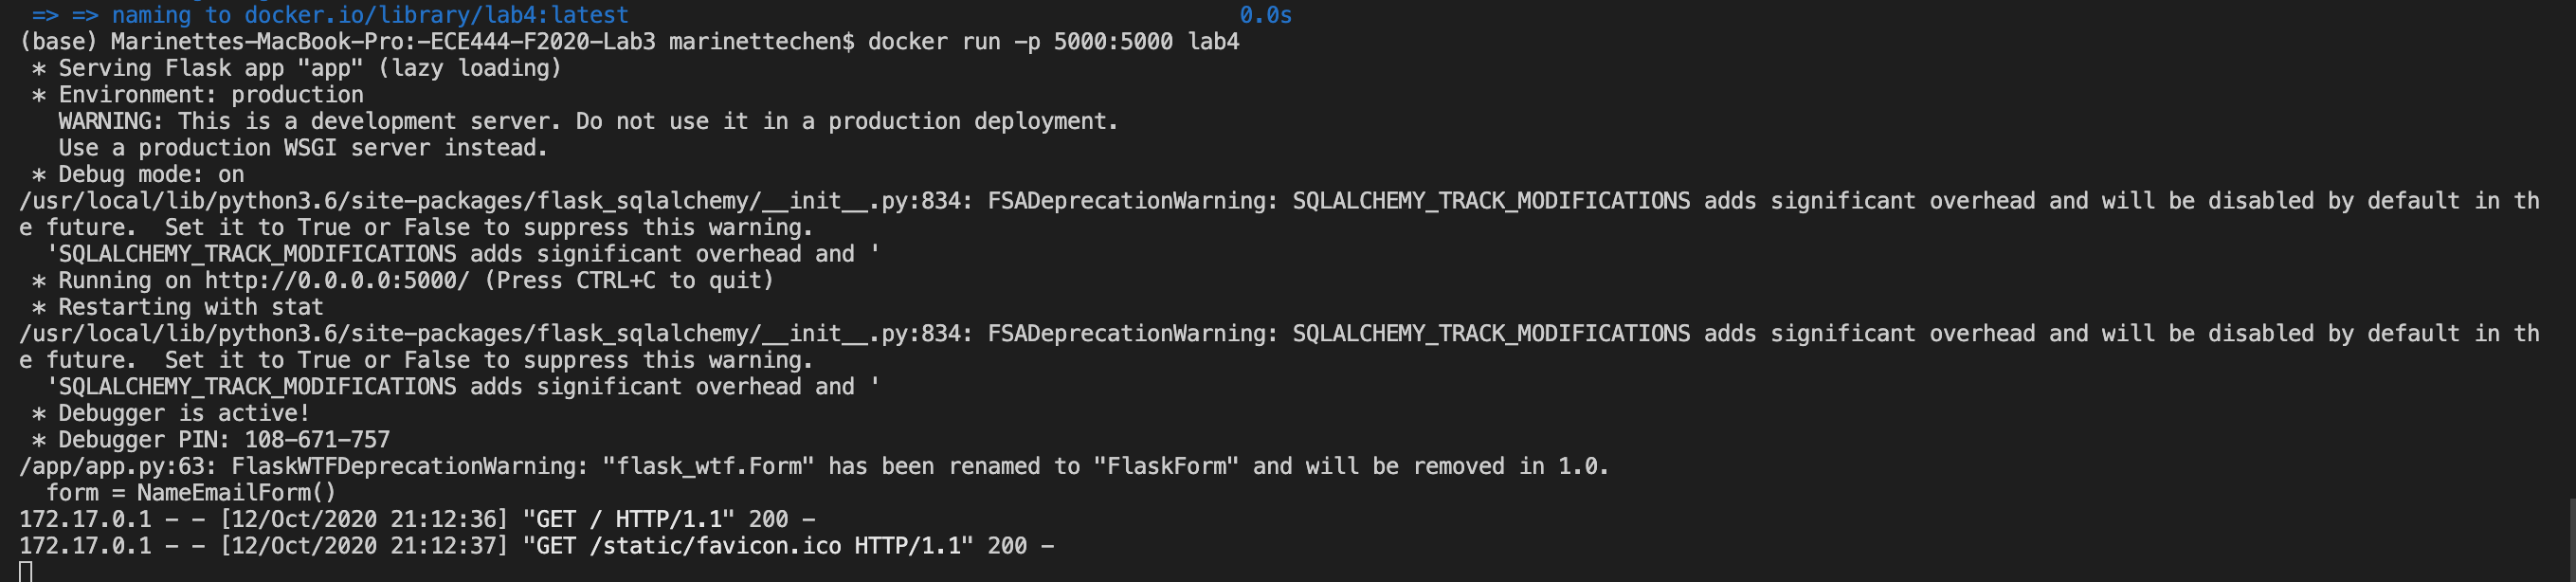 => => naming to docker.io/library/lab4:latest 0.0s
(base) Marinettes-MacBook-Pro:-ECE444-F2020-Lab3 marinettechen$ docker run -p 5000:5000 lab4
 * Serving Flask app "app" (lazy loading)
 * Environment: production
   WARNING: This is a development server. Do not use it in a production deployment.
   Use a production WSGI server instead.
 * Debug mode: on
/usr/local/lib/python3.6/site-packages/flask_sqlalchemy/__init__.py:834: FSADeprecationWarning: SQLALCHEMY_TRACK_MODIFICATIONS adds significant overhead and will be disabled by default in th
e future.  Set it to True or False to suppress this warning.
  'SQLALCHEMY_TRACK_MODIFICATIONS adds significant overhead and '
 * Running on http://0.0.0.0:5000/ (Press CTRL+C to quit)
 * Restarting with stat
/usr/local/lib/python3.6/site-packages/flask_sqlalchemy/__init__.py:834: FSADeprecationWarning: SQLALCHEMY_TRACK_MODIFICATIONS adds significant overhead and will be disabled by default in th
e future.  Set it to True or False to suppress this warning.
  'SQLALCHEMY_TRACK_MODIFICATIONS adds significant overhead and '
 * Debugger is active!
 * Debugger PIN: 108-671-757
/app/app.py:63: FlaskWTFDeprecationWarning: "flask_wtf.Form" has been renamed to "FlaskForm" and will be removed in 1.0.
  form = NameEmailForm()
172.17.0.1 - - [12/Oct/2020 21:12:36] "GET / HTTP/1.1" 200 -
172.17.0.1 - - [12/Oct/2020 21:12:37] "GET /static/favicon.ico HTTP/1.1" 200 -